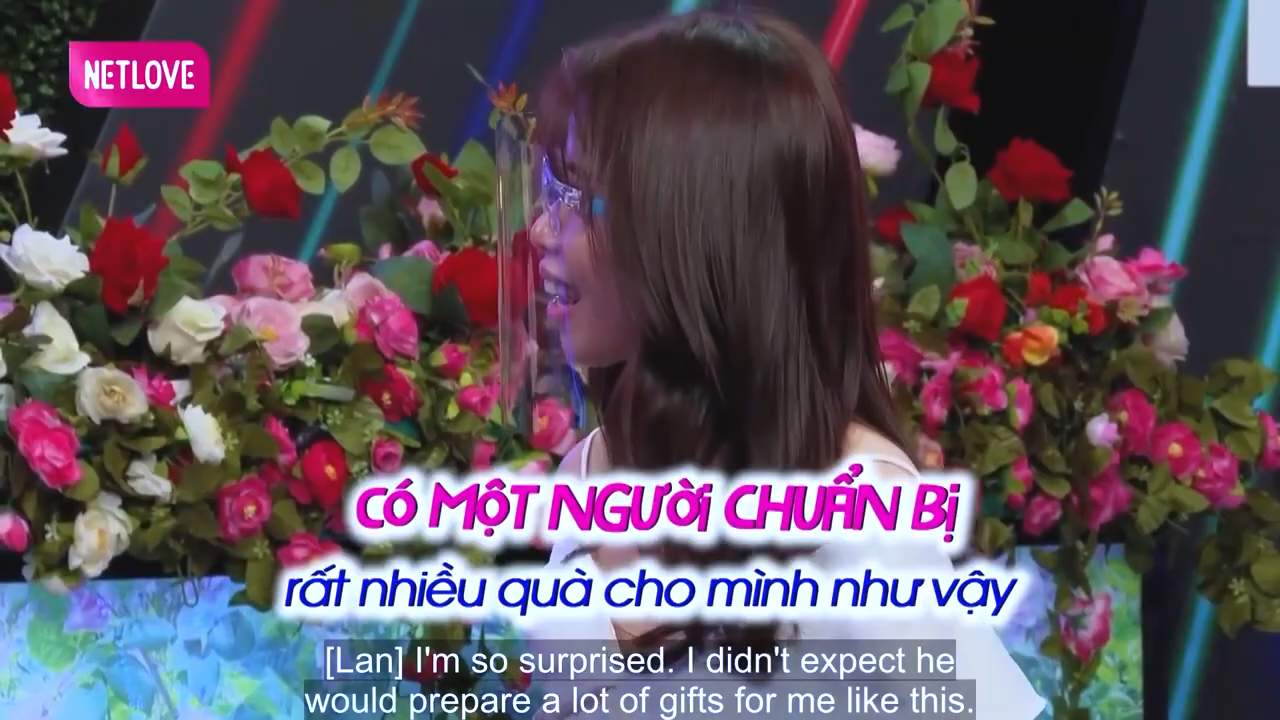 NETLOVE
CÓ MỘT NGƯỜI CHUẨN BỊ
rất nhiều quà cho mình như vậy
[Lan] I'm so surprised. I didn't expect he
would prepare a lot of gifts for me like this.